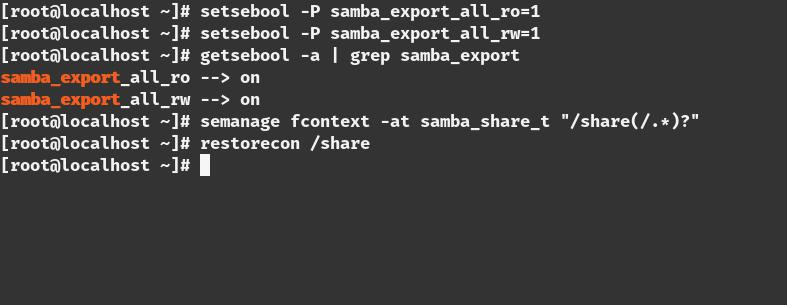 [root@localhost ~]# setsebool -P samba_export_all_ro=1
[root@localhost ~]# setsebool -P samba_export_all_rw=1
[root@localhost ~]# getsebool -a | grep samba_export
samba_export_all_ro --> on
samba_export_all_rw --> on
[root@localhost ~]# semanage fcontext -at samba_share_t "/share(/.*)?"
[root@localhost ~]# restorecon /share
[root@localhost ~]#